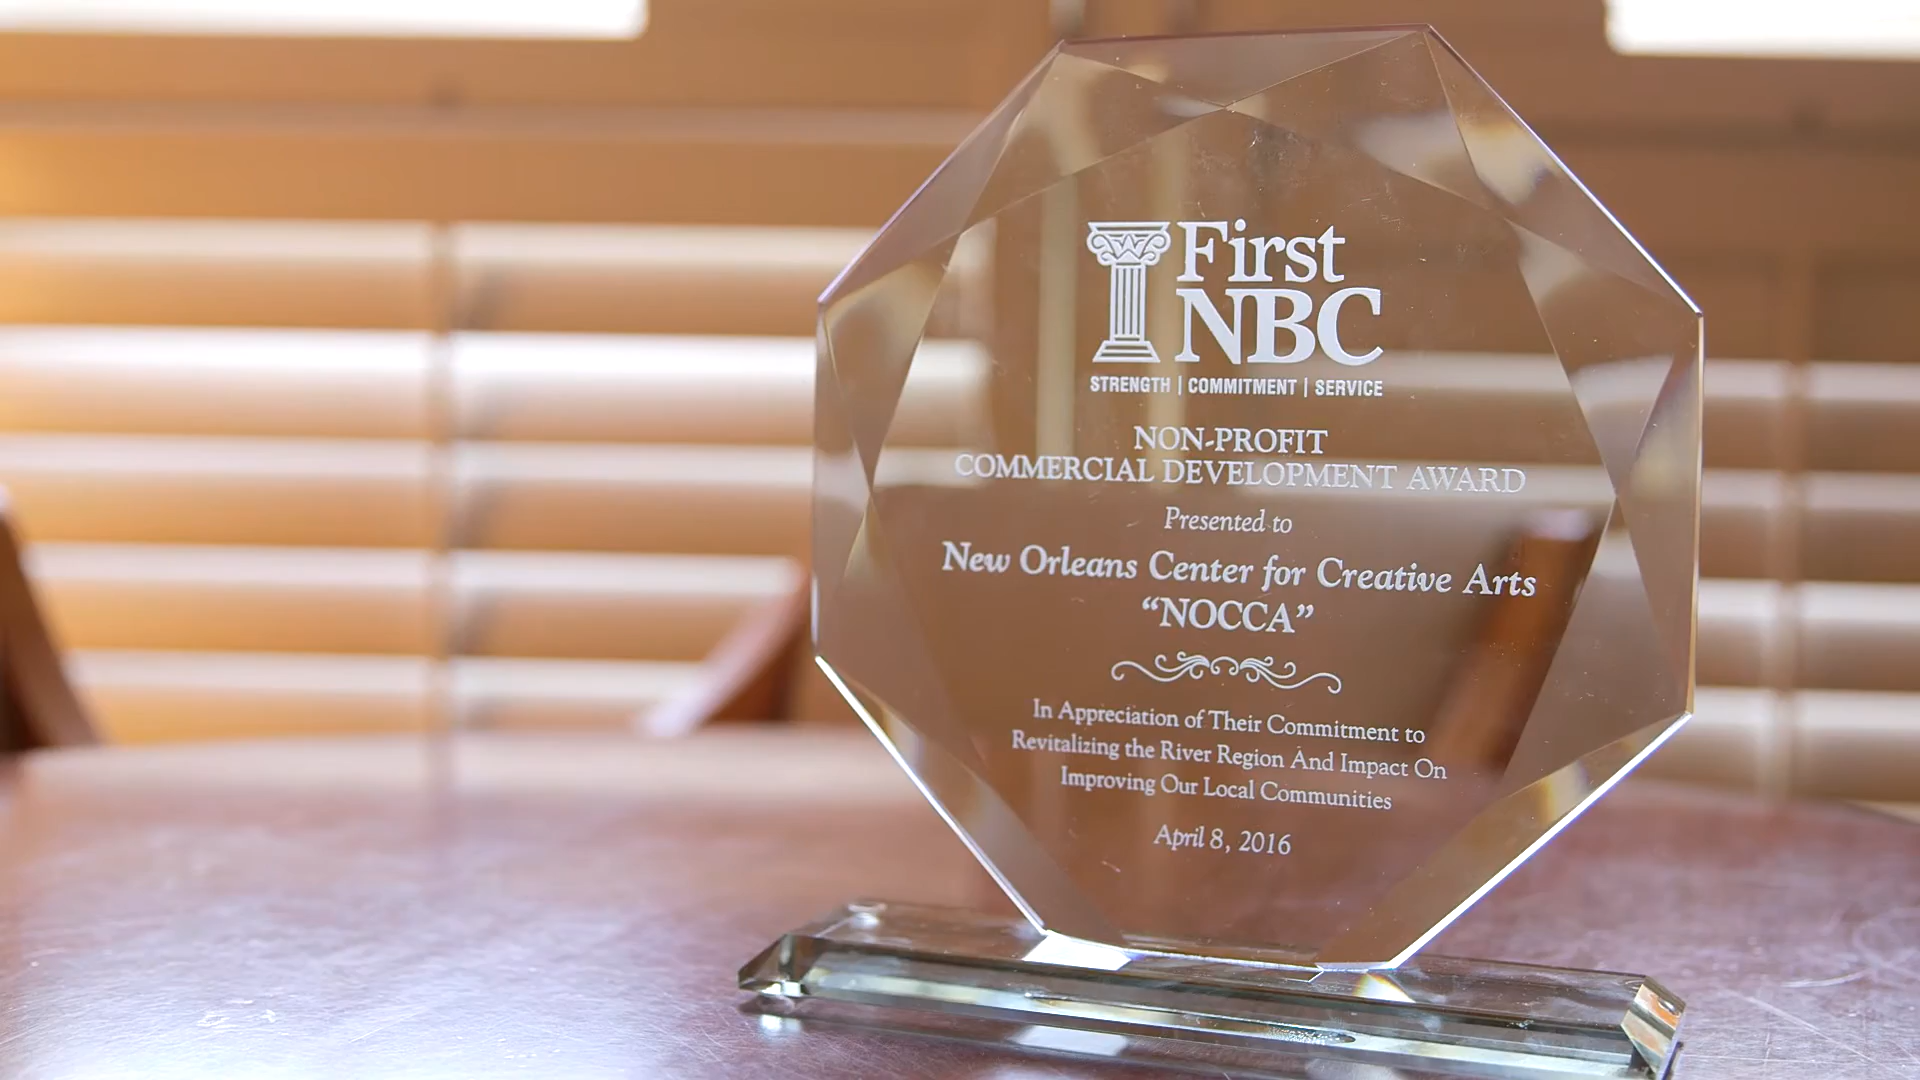 First
NBC
STRENGTH | COMMITMENT | SERVICE
NON-PROFIT
COMMERCIAL DEVELOPMENT AWARD
Presented to
New Orleans Center for Creative Arts
“NOCCA”
In Appreciation of Their Commitment to
Revitalizing the River Region And Impact On
Improving Our Local Communities
April 8, 2016